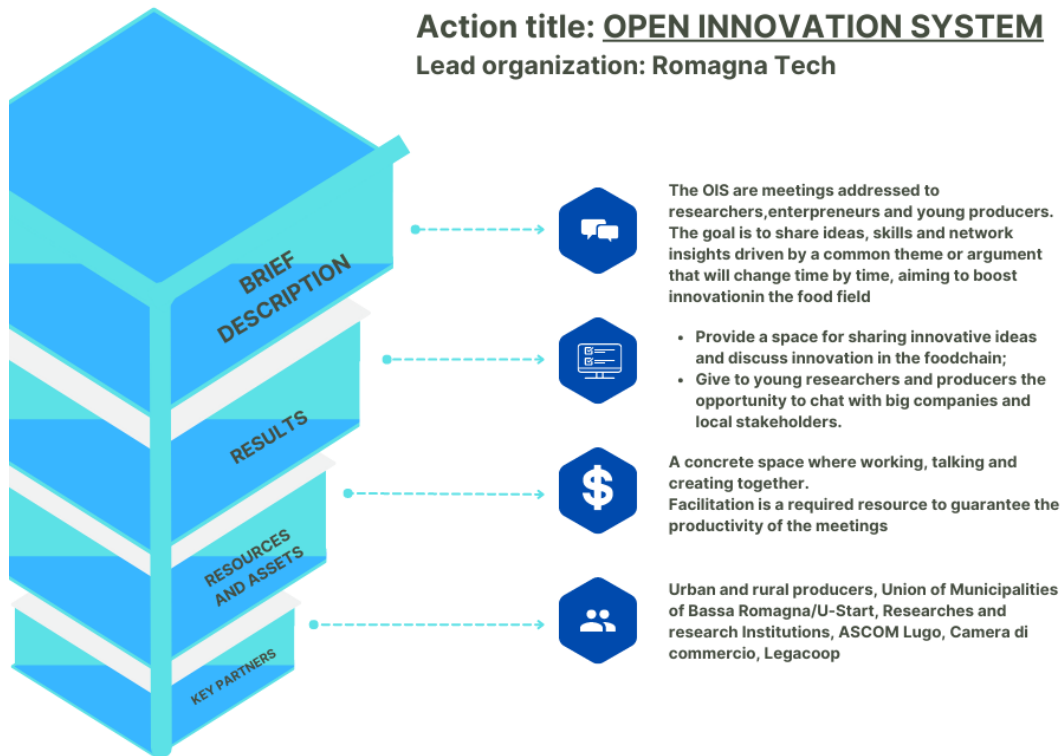 Action title: OPEN INNOVATION SYSTEM
Lead organization: Romagna Tech
BRIEF
DESCRIPTION
The OIS are meetings addressed to
researchers,enterpreneurs and young producers.
The goal is to share ideas, skills and network
insights driven by a common theme or argument
that will change time by time, aiming to boost
innovationin the food field
RESULTS
• Provide a space for sharing innovative ideas
and discuss innovation in the foodchain;
• Give to young researchers and producers the
opportunity to chat with big companies and
local stakeholders.
RESOURCES
AND ASSETS
$
A concrete space where working, talking and
creating together.
Facilitation is a required resource to guarantee the
productivity of the meetings
KEY PARTNERS
Urban and rural producers, Union of Municipalities
of Bassa Romagna/U-Start, Researches and
research Institutions, ASCOM Lugo, Camera di
commercio, Legacoop